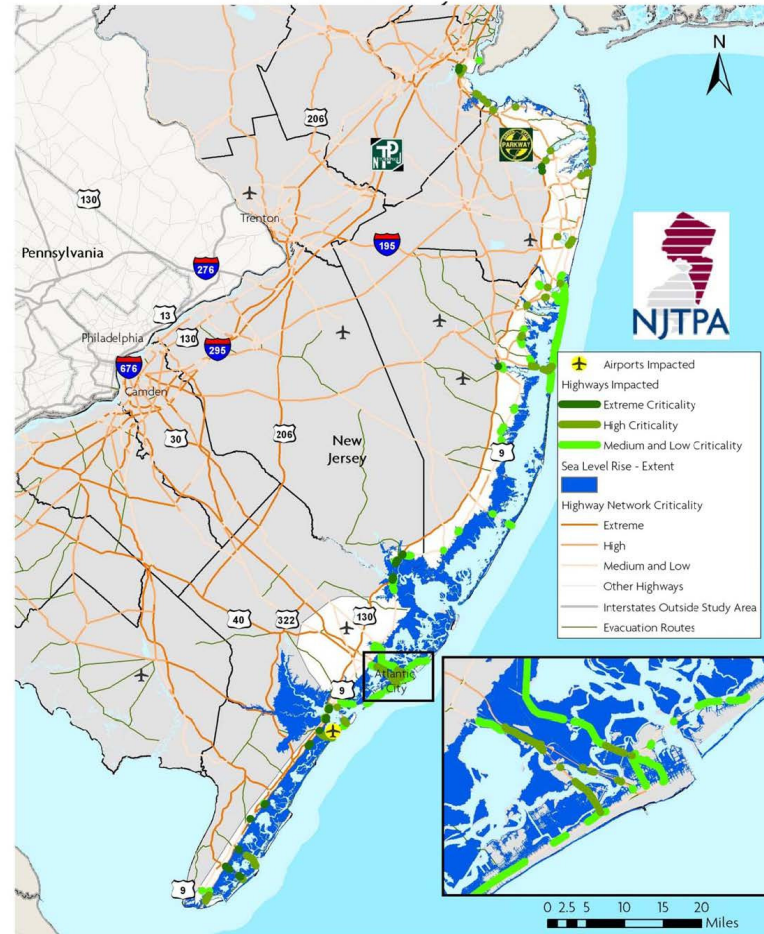 N
206
NTPJ
PARKWAY
130
Trenton
195
Pennsylvania
276
13
Philadelphia
130
295
676
Camden
30
206
New
Jersey
9
NJTPA
Airports Impacted
Highways Impacted
Extreme Criticality
High Criticality
Medium and Low Criticality
Sea Level Rise - Extent
Highway Network Criticality
Extreme
High
Medium and Low
Other Highways
Interstates Outside Study Area
Evacuation Routes
40
322
130
Atlantic
City
9
9
0 2.5 5 10 15 20
Miles